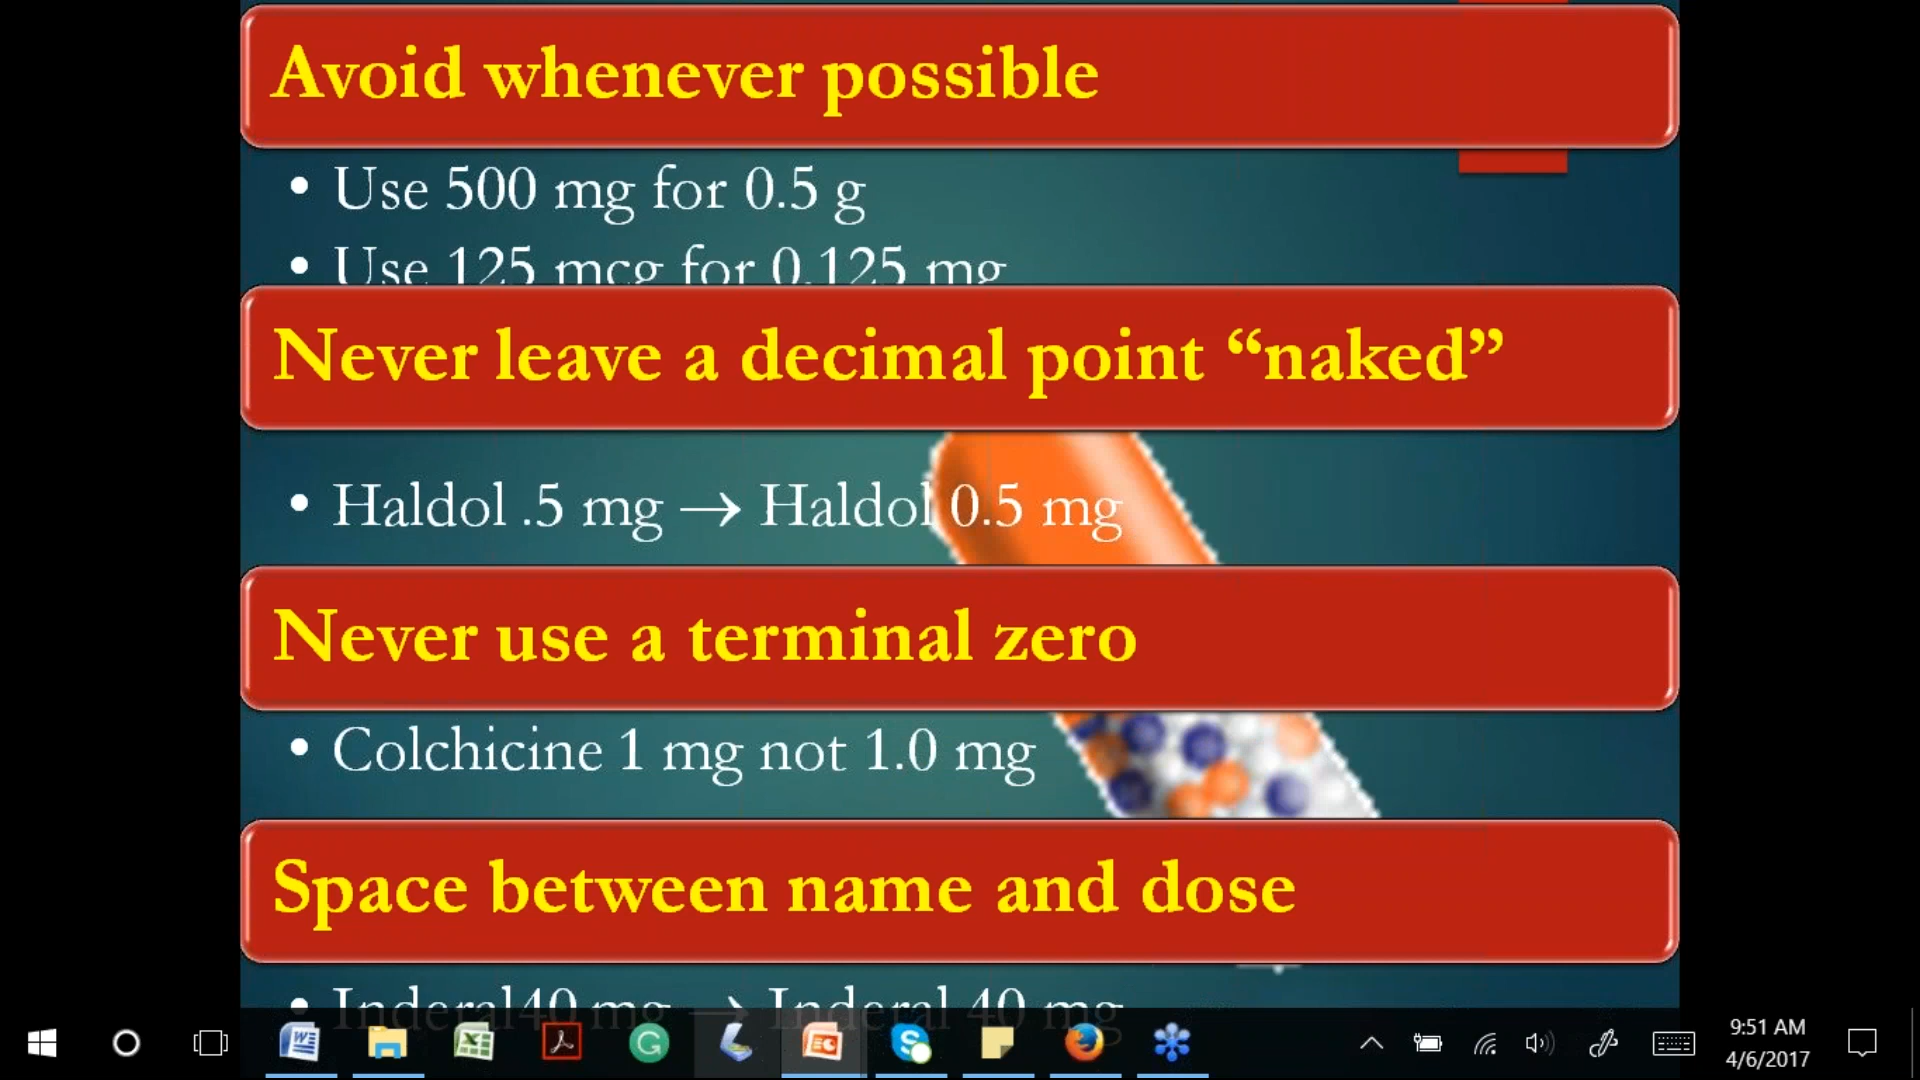 Avoid whenever possible
• Use 500 mg for 0.5 g
• Use 125 mcg for 0.125 mg
Never leave a decimal point “naked”
• Haldol .5 mg → Haldol 0.5 mg
Never use a terminal zero
• Colchicine 1 mg not 1.0 mg
Space between name and dose
• Inderal40 mg → Inderal 40 mg
9:51 AM
4/6/2017